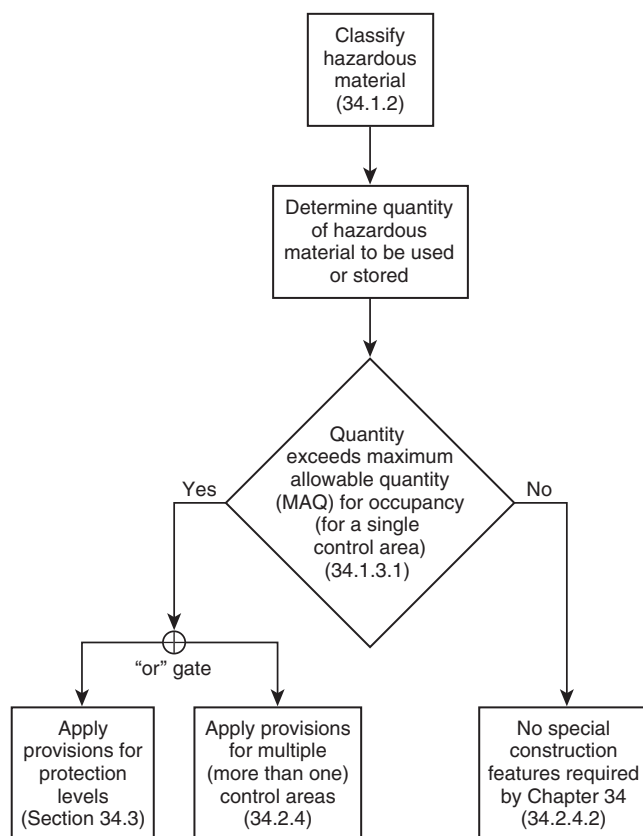 Classify
hazardous
material
(34.1.2)
Determine quantity
of hazardous
material to be used
or stored
Quantity
exceeds maximum
allowable quantity
(MAQ) for occupancy
(for a single
control area)
(34.1.3.1)
Yes
No
“or” gate
Apply
provisions for
protection
levels
(Section 34.3)
Apply provisions
for multiple
(more than one)
control areas
(34.2.4)
No special
construction
features required
by Chapter 34
(34.2.4.2)